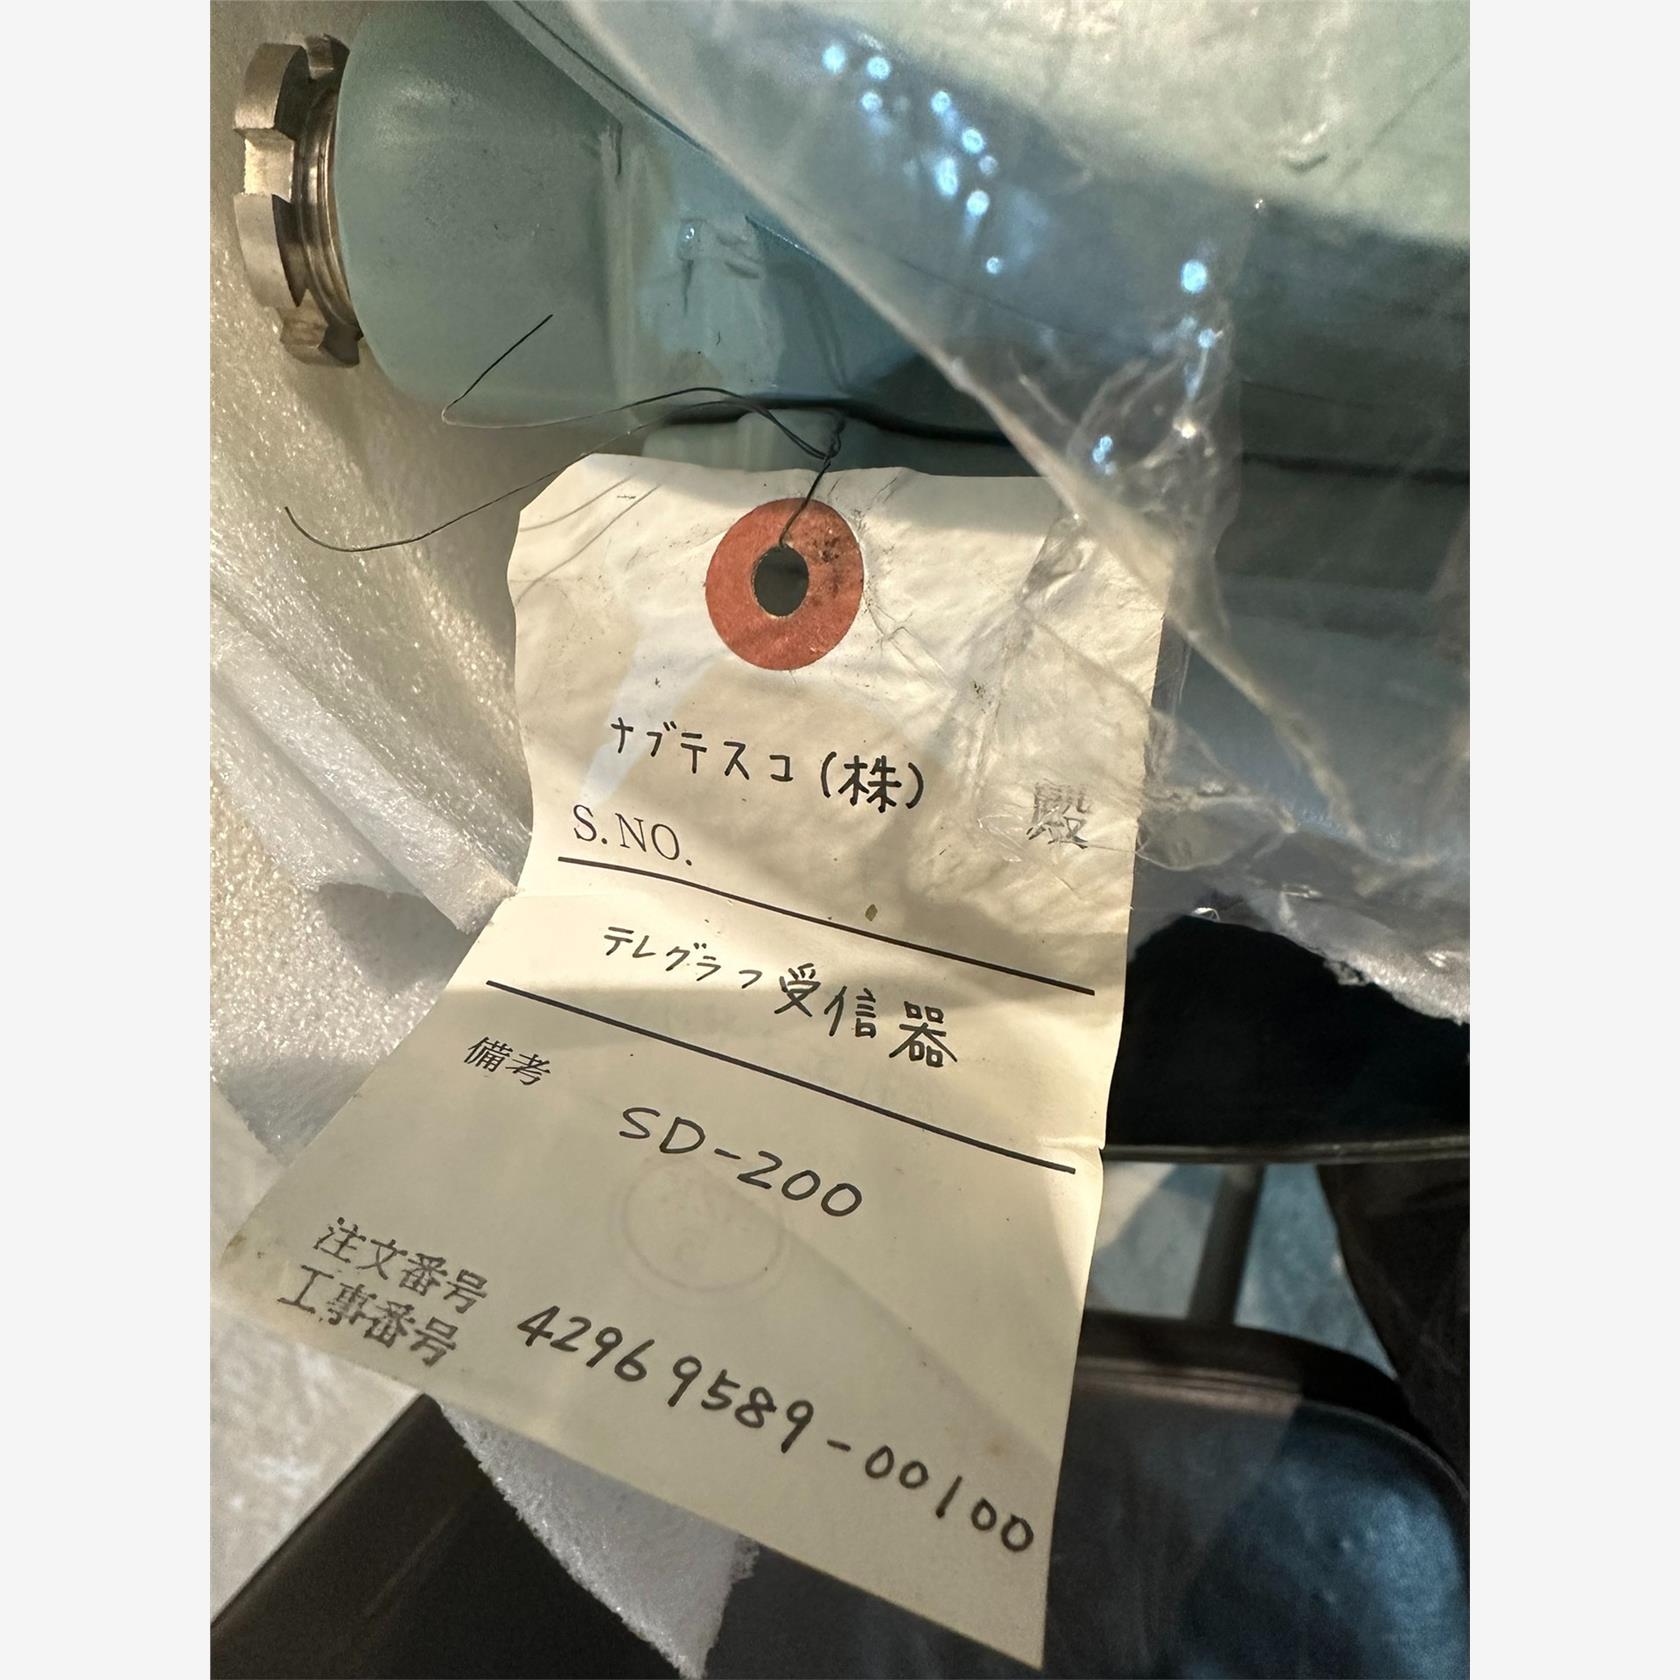 ナブテスコ(株) 殿
S.NO.
テレグラフ受信器
備考
SD-200
注文番号
工事番号
42969589-00100